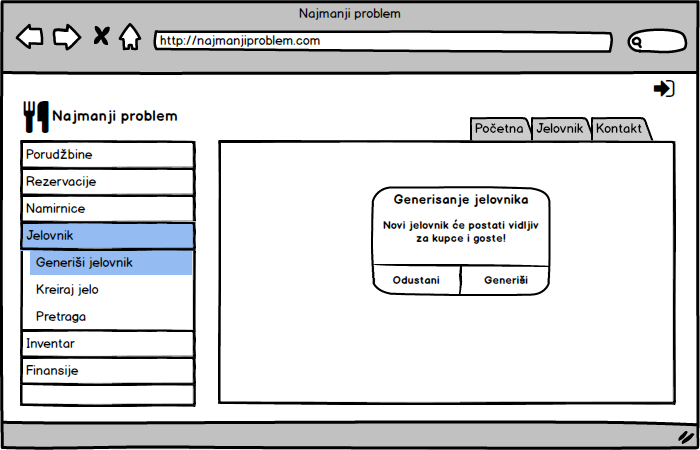 Najmanji problem
http://najmanjiproblem.com
Najmanji problem
Početna Jelovnik Kontakt
Porudžbine
Rezervacije
Namirnice
Jelovnik
Generiši jelovnik
Kreiraj jelo
Pretraga
Inventar
Finansije
Generisanje jelovnika
Novi jelovnik će postati vidljiv
za kupce i goste!
Odustani Generiši